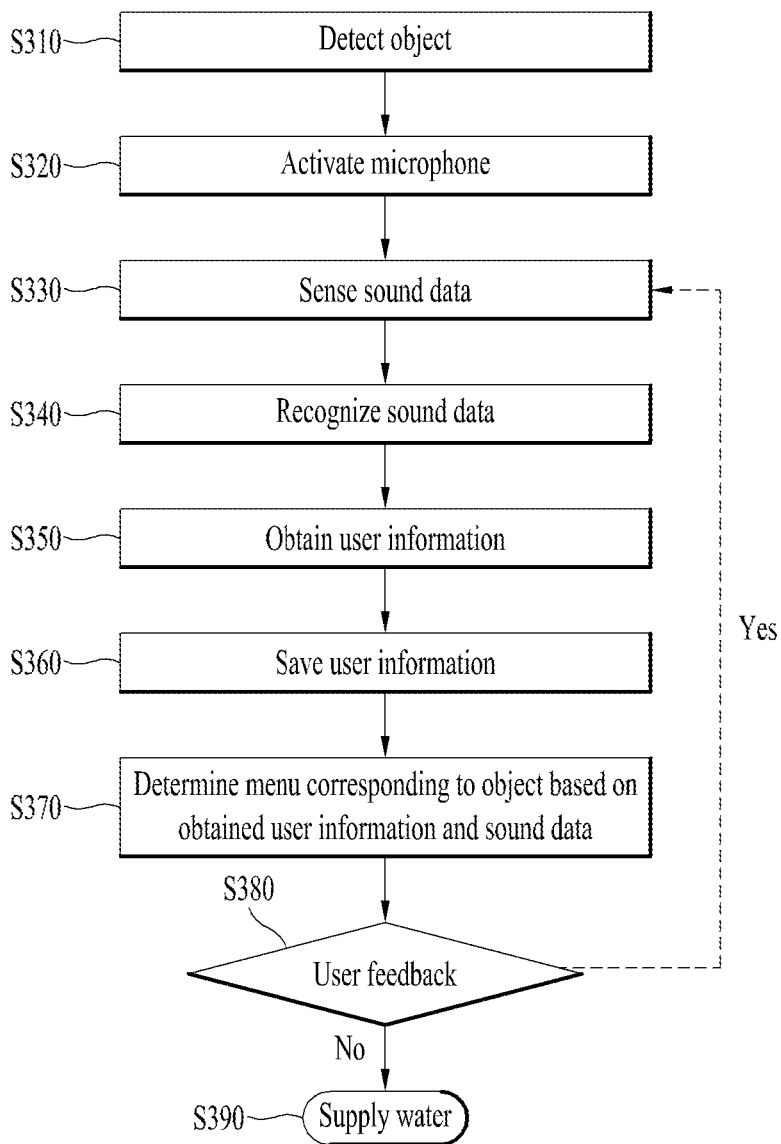 S310
Detect object
S320
Activate microphone
S330
Sense sound data
S340
Recognize sound data
S350
Obtain user information
S360
Save user information
Yes
S370
Determine menu corresponding to object based on
obtained user information and sound data
S380
User feedback
No
S390
Supply water